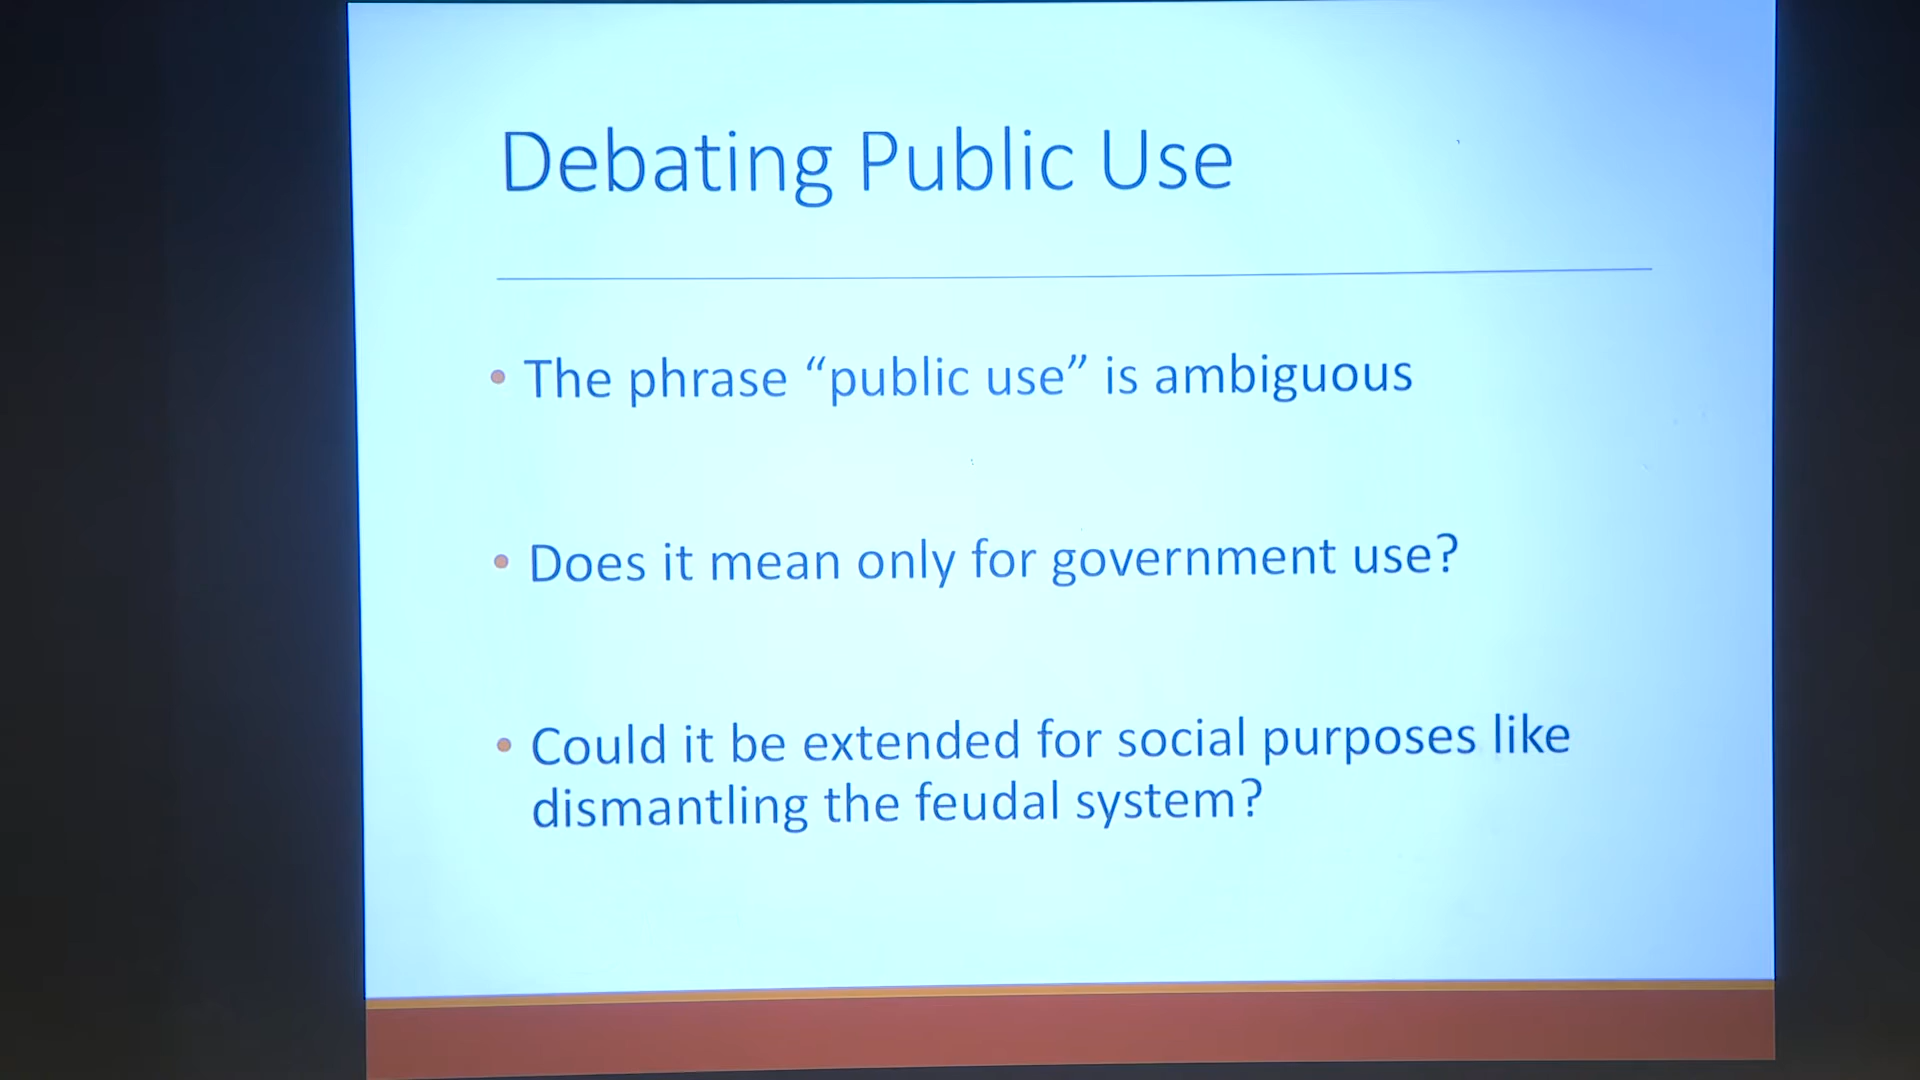 Debating Public Use
• The phrase “public use” is ambiguous
• Does it mean only for government use?
• Could it be extended for social purposes like
dismantling the feudal system?